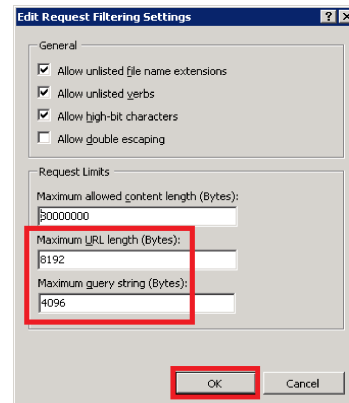 Edit Request Filtering Settings
General
Allow unlisted file name extensions
Allow unlisted verbs
Allow high-bit characters
Allow double escaping
Request Limits
Maximum allowed content length (Bytes):
30000000
Maximum URL length (Bytes):
8192
Maximum query string (Bytes):
4096
OK Cancel